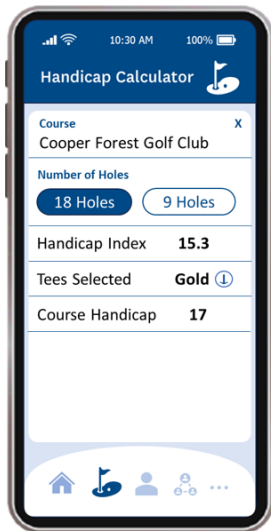 10:30 AM 100%
Handicap Calculator
Course X
Cooper Forest Golf Club
Number of Holes
18 Holes 9 Holes
Handicap Index 15.3
Tees Selected Gold
Course Handicap 17